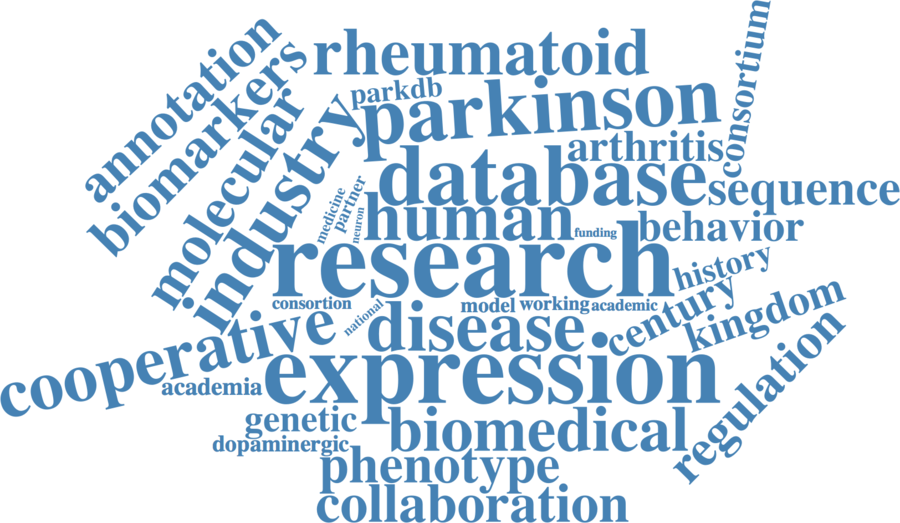 annotation
biomarkers
molecular
industry
rheumatoid
parkdb
parkinson
consortium
arthritis
database
sequence
medicine
partner
neuron
human
funding
behavior
research
history
consortion
national
model
working
academic
century
kingdom
cooperative
disease
regulation
academia
expression
genetic
biomedical
dopaminergic
phenotype
collaboration